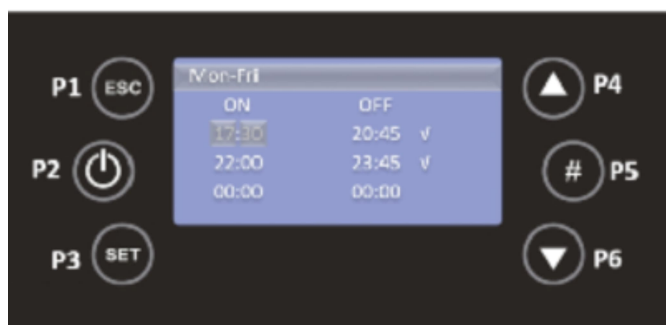 P1 ESC
P2
P3 SET
Mon-Fri
ON OFF
17:30 20:45 √
22:00 23:45 √
00:00 00:00
P4
# P5
P6